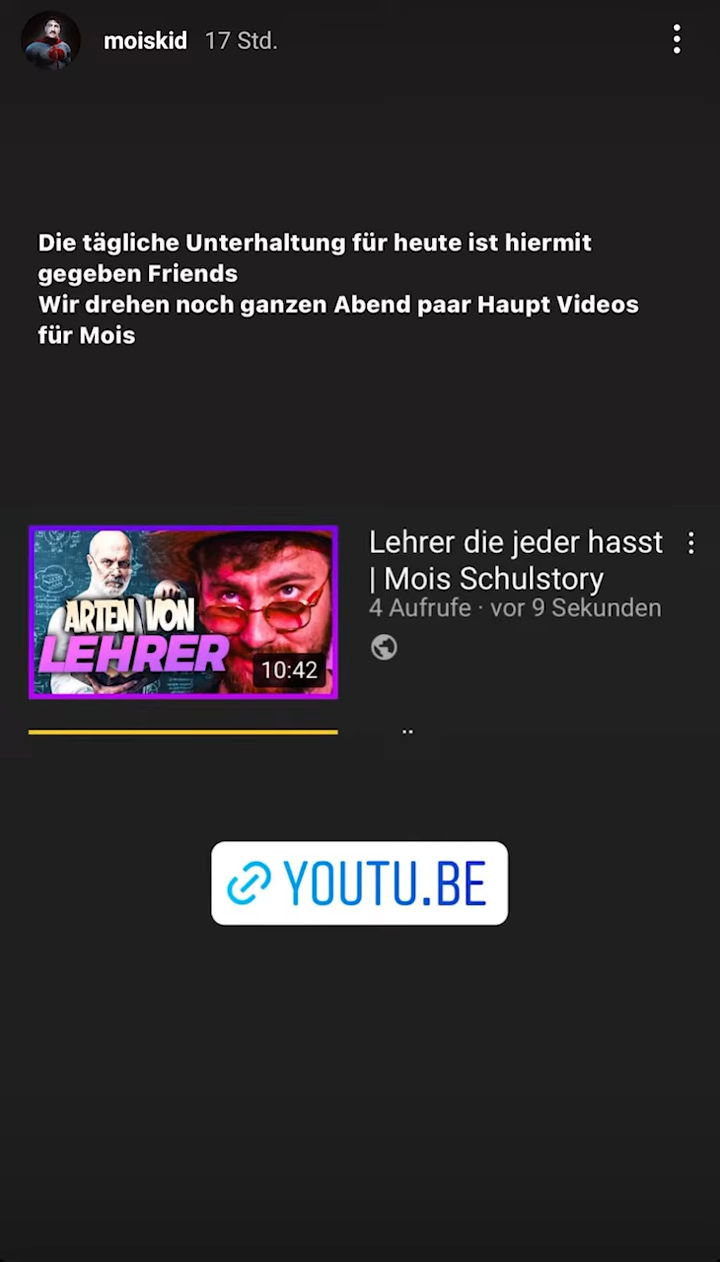 moiskid 17 Std.
Die tägliche Unterhaltung für heute ist hiermit
gegeben Friends
Wir drehen noch ganzen Abend paar Haupt Videos
für Mois
Lehrer die jeder hasst
| Mois Schulstory
4 Aufrufe · vor 9 Sekunden
ARTEN VON
LEHRER
10:42
YOUTU.BE